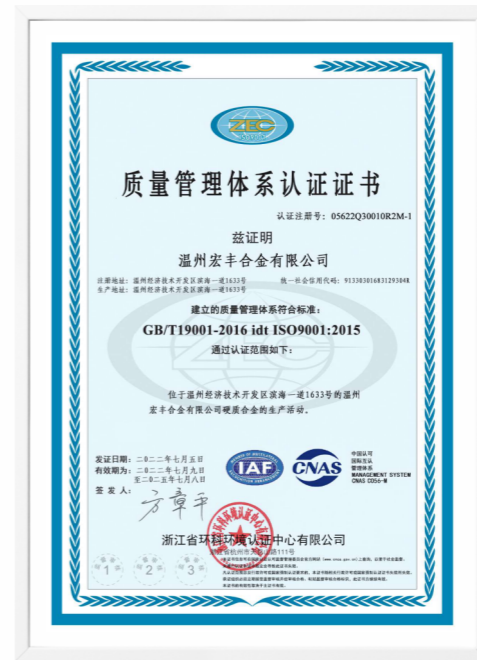 ZEC
质量管理体系认证证书
认证注册号：05622Q30010R2M-1
兹证明
温州宏丰合金有限公司
注册地址：温州经济技术开发区滨海一道1633号 统一社会信用代码：91330301683129304R
生产地址：温州经济技术开发区滨海一道1633号
建立的质量管理体系符合标准：
GB/T19001-2016 idt ISO9001:2015
通过认证范围如下：
位于温州经济技术开发区滨海一道1633号的温州
宏丰合金有限公司硬质合金的生产活动。
发证日期：二〇二二年七月五日
有效期为：二〇二二年七月九日
至二〇二五年七月八日
签发人：
方章平
IAF
CNAS
中国认可
国际互认
管理体系
MANAGEMENT SYSTEM
CNAS C056-M
浙江省环科环境认证中心有限公司
1 2 3